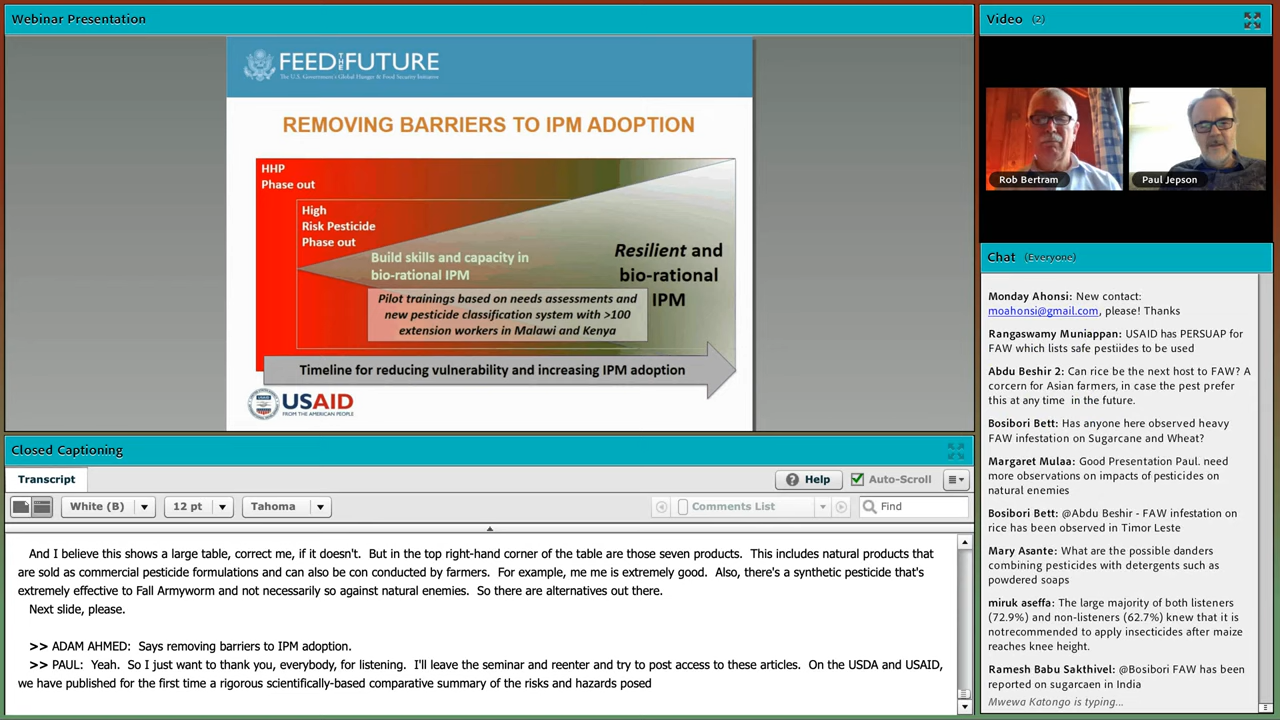 Webinar Presentation
FEED THE FUTURE
The U.S. Government's Global Hunger & Food Security Initiative
REMOVING BARRIERS TO IPM ADOPTION
HHP
Phase out
High
Risk Pesticide
Phase out
Build skills and capacity in
bio-rational IPM
Resilient and
bio-rational
IPM
Pilot trainings based on needs assessments and
new pesticide classification system with >100
extension workers in Malawi and Kenya
Timeline for reducing vulnerability and increasing IPM adoption
USAID
FROM THE AMERICAN PEOPLE
Video (2)
Rob Bertram
Paul Jepson
Chat (Everyone)
Monday Ahonsi: New contact:
moahonsi@gmail.com, please! Thanks
Rangaswamy Muniappan: USAID has PERSUAP for
FAW which lists safe pestiides to be used
Abdu Beshir 2: Can rice be the next host to FAW? A
corcern for Asian farmers, in case the pest prefer
this at any time in the future.
Bosibori Bett: Has anyone here observed heavy
FAW infestation on Sugarcane and Wheat?
Margaret Mulaa: Good Presentation Paul. need
more observations on impacts of pesticides on
natural enemies
Bosibori Bett: @Abdu Beshir - FAW infestation on
rice has been observed in Timor Leste
Mary Asante: What are the possible danders
combining pesticides with detergents such as
powdered soaps
miruk aseffa: The large majority of both listeners
(72.9%) and non-listeners (62.7%) knew that it is
notrecommended to apply insecticides after maize
reaches knee height.
Ramesh Babu Sakthivel: @Bosibori FAW has been
reported on sugarcaen in India
Mwewa Katongo is typing...
Closed Captioning
Transcript
Help
Auto-Scroll
White (B)
12 pt
Tahoma
Comments List
Find
And I believe this shows a large table, correct me, if it doesn't. But in the top right-hand corner of the table are those seven products. This includes natural products that
are sold as commercial pesticide formulations and can also be con conducted by farmers. For example, me me is extremely good. Also, there's a synthetic pesticide that's
extremely effective to Fall Armyworm and not necessarily so against natural enemies. So there are alternatives out there.
Next slide, please.
>> ADAM AHMED: Says removing barriers to IPM adoption.
>> PAUL: Yeah. So I just want to thank you, everybody, for listening. I'll leave the seminar and reenter and try to post access to these articles. On the USDA and USAID,
we have published for the first time a rigorous scientifically-based comparative summary of the risks and hazards posed